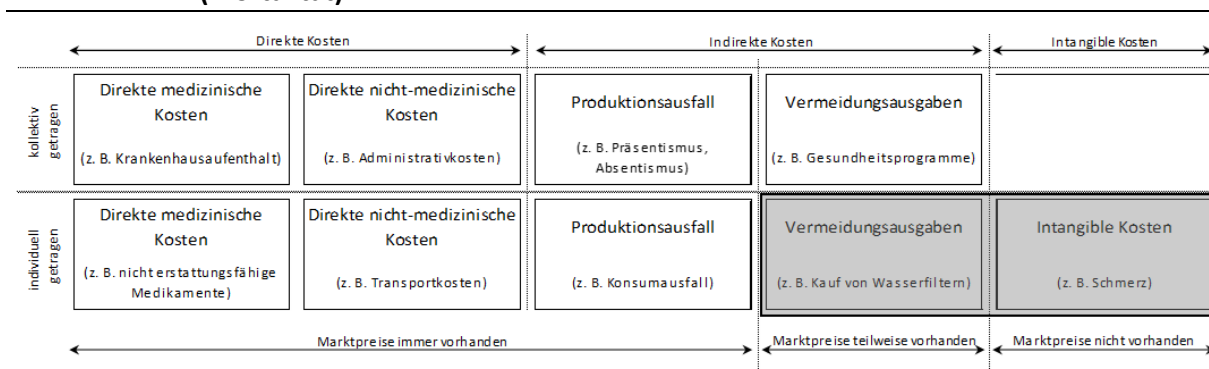 Direkte Kosten
Indirekte Kosten
Intangible Kosten
kollektiv
getragen
Direkte medizinische
Kosten
(z. B. Krankenhausaufenthalt)
Direkte nicht-medizinische
Kosten
(z. B. Administrativkosten)
Produktionsausfall
(z. B. Präsentismus,
Absentismus)
Vermeidungsausgaben
(z. B. Gesundheitsprogramme)
individuell
getragen
Direkte medizinische
Kosten
(z. B. nicht erstattungsfähige
Medikamente)
Direkte nicht-medizinische
Kosten
(z. B. Transportkosten)
Produktionsausfall
(z. B. Konsumausfall)
Vermeidungsausgaben
(z. B. Kauf von Wasserfiltern)
Intangible Kosten
(z. B. Schmerz)
Marktpreise immer vorhanden
Marktpreise teilweise vorhanden
Marktpreise nicht vorhanden